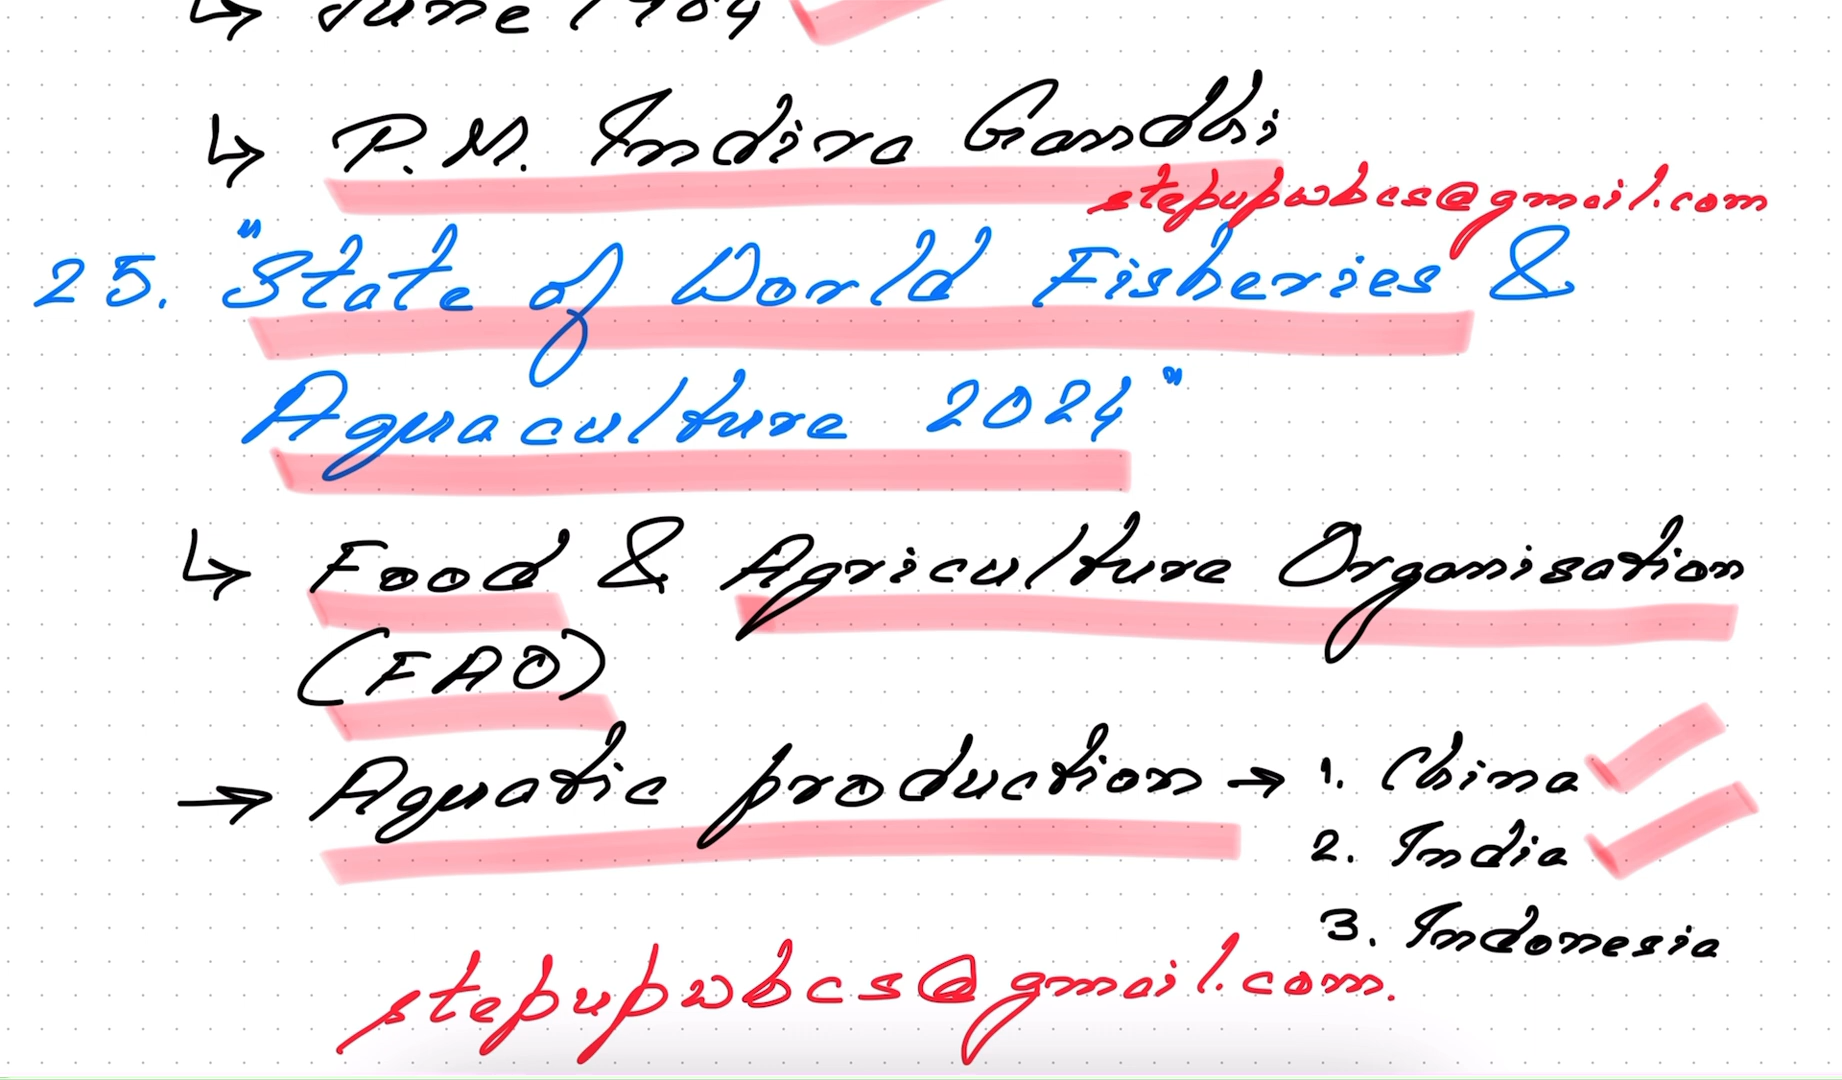 ↳ June 1984
↳ P.M. Indira Gandhi
stepupwbcs@gmail.com
25. "State of World Fisheries &
Aquaculture 2024"
↳ Food & Agriculture Organisation
(FAO)
→ Aquatic production → 1. China
2. India
3. Indonesia
stepupwbcs@gmail.com.